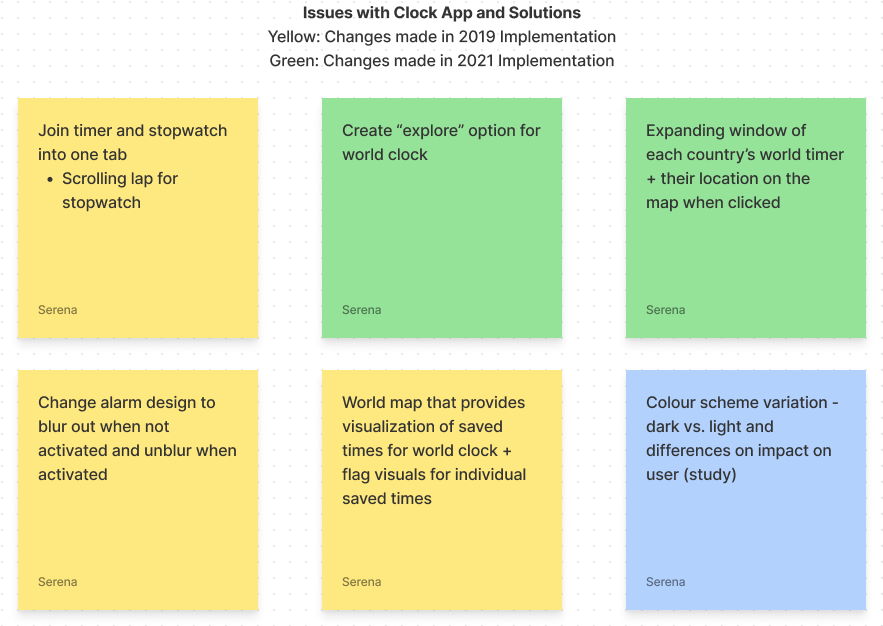 Issues with Clock App and Solutions
Yellow: Changes made in 2019 Implementation
Green: Changes made in 2021 Implementation
Join timer and stopwatch
into one tab
• Scrolling lap for
stopwatch
Serena
Create “explore” option for
world clock
Serena
Expanding window of
each country’s world timer
+ their location on the
map when clicked
Serena
Change alarm design to
blur out when not
activated and unblur when
activated
Serena
World map that provides
visualization of saved
times for world clock +
flag visuals for individual
saved times
Serena
Colour scheme variation -
dark vs. light and
differences on impact on
user (study)
Serena